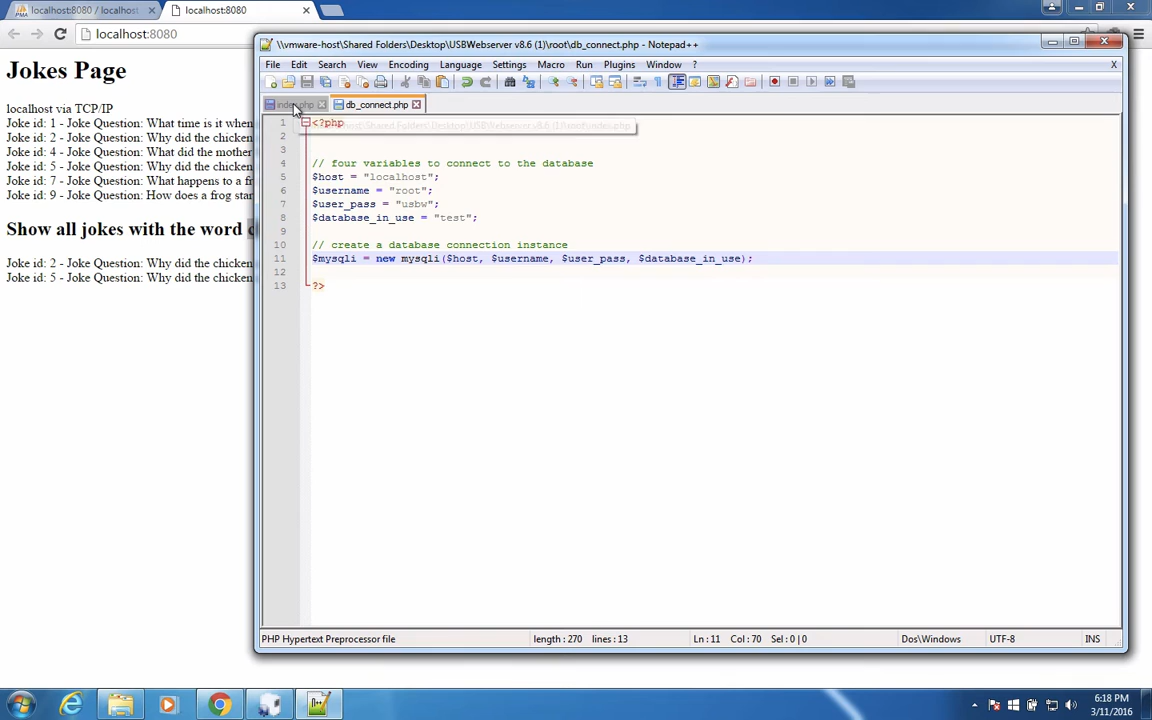 localhost:8080 / localhos
localhost:8080
localhost:8080
Jokes Page
localhost via TCP/IP
Joke id: 1 - Joke Question: What time is it when
Joke id: 2 - Joke Question: Why did the chicken
Joke id: 4 - Joke Question: What did the mother
Joke id: 5 - Joke Question: Why did the chicken
Joke id: 7 - Joke Question: What happens to a fr
Joke id: 9 - Joke Question: How does a frog star
Show all jokes with the word c
Joke id: 2 - Joke Question: Why did the chicken
Joke id: 5 - Joke Question: Why did the chicken
\\vmware-host\Shared Folders\Desktop\USBWebserver v8.6 (1)\root\db_connect.php - Notepad++
File Edit Search View Encoding Language Settings Macro Run Plugins Window ? X
index.php db_connect.php
1 <?php
2
3
4 // four variables to connect to the database
5 $host = "localhost";
6 $username = "root";
7 $user_pass = "usbw";
8 $database_in_use = "test";
9
10 // create a database connection instance
11 $mysqli = new mysqli($host, $username, $user_pass, $database_in_use);
12
13 ?>
PHP Hypertext Preprocessor file length : 270 lines : 13 Ln : 11 Col : 70 Sel : 0 | 0 Dos\Windows UTF-8 INS
6:18 PM
3/11/2016